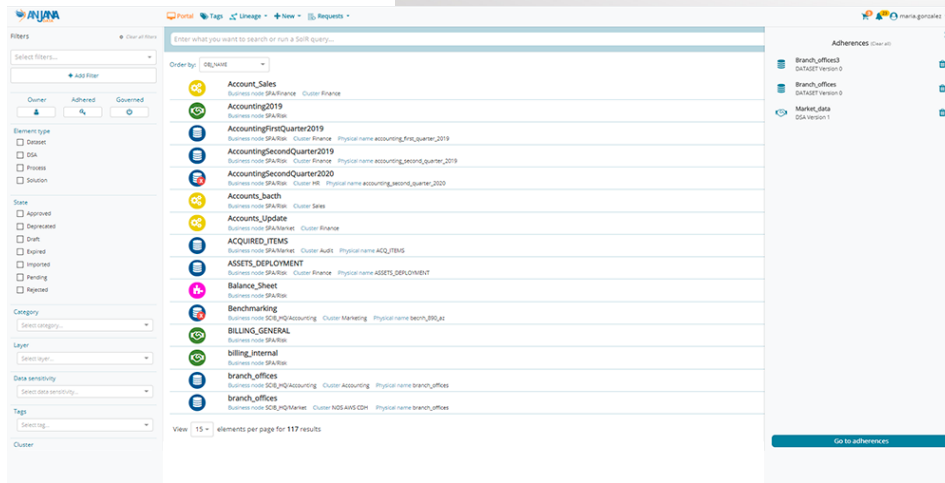 ANJANA
Portal Tags Lineage + New Requests
maria.gonzalez
Filters
Clear all filters
Select filters...
+ Add Filter
Owner Adhered Governed
Element type
Dataset
DSA
Process
Solution
State
Approved
Deprecated
Draft
Expired
Imported
Pending
Rejected
Category
Select category...
Layer
Select layer...
Data sensitivity
Select data sensitivity...
Tags
Select tag...
Cluster
Enter what you want to search or run a SolR query...
Order by: OBJ_NAME
Account_Sales
Business node SPA/Finance Cluster Finance
Accounting2019
Business node SPA/Risk
AccountingFirstQuarter2019
Business node SPA/Risk Cluster Finance Physical name accounting_first_quarter_2019
AccountingSecondQuarter2019
Business node SPA/Risk Cluster Finance Physical name accounting_second_quarter_2019
AccountingSecondQuarter2020
Business node SPA/Risk Cluster HR Physical name accounting_second_quarter_2020
Accounts_bacth
Business node SPA/Risk Cluster Sales
Accounts_Update
Business node SPA/Market Cluster Finance
ACQUIRED_ITEMS
Business node SPA/Market Cluster Audit Physical name ACQ_ITEMS
ASSETS_DEPLOYMENT
Business node SPA/Risk Cluster Finance Physical name ASSETS_DEPLOYMENT
Balance_Sheet
Business node SPA/Risk
Benchmarking
Business node SCIB_HQ/Accounting Cluster Marketing Physical name becnh_890_az
BILLING_GENERAL
Business node SPA/Risk
billing_internal
Business node SPA/Risk
branch_offices
Business node SCIB_HQ/Accounting Cluster Accounting Physical name branch_offices
branch_offices
Business node SCIB_HQ/Market Cluster NDS-AWS-CDH Physical name branch_offices
View 15 elements per page for 117 results
Adherences (Clear all)
Branch_offices3
DATASET Version 0
Branch_offices
DATASET Version 0
Market_data
DSA Version 1
Go to adherences